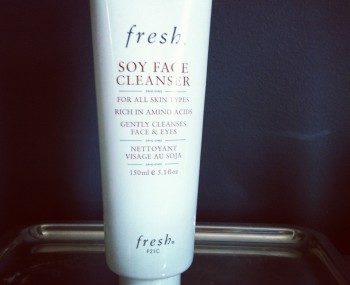 fresh.
SOY FACE
CLEANSER
FOR ALL SKIN TYPES
RICH IN AMINO ACIDS
GENTLY CLEANSES
FACE & EYES
NETTOYANT
VISAGE AU SOJA
150ml e 5.1fl oz
fresh®
F21C